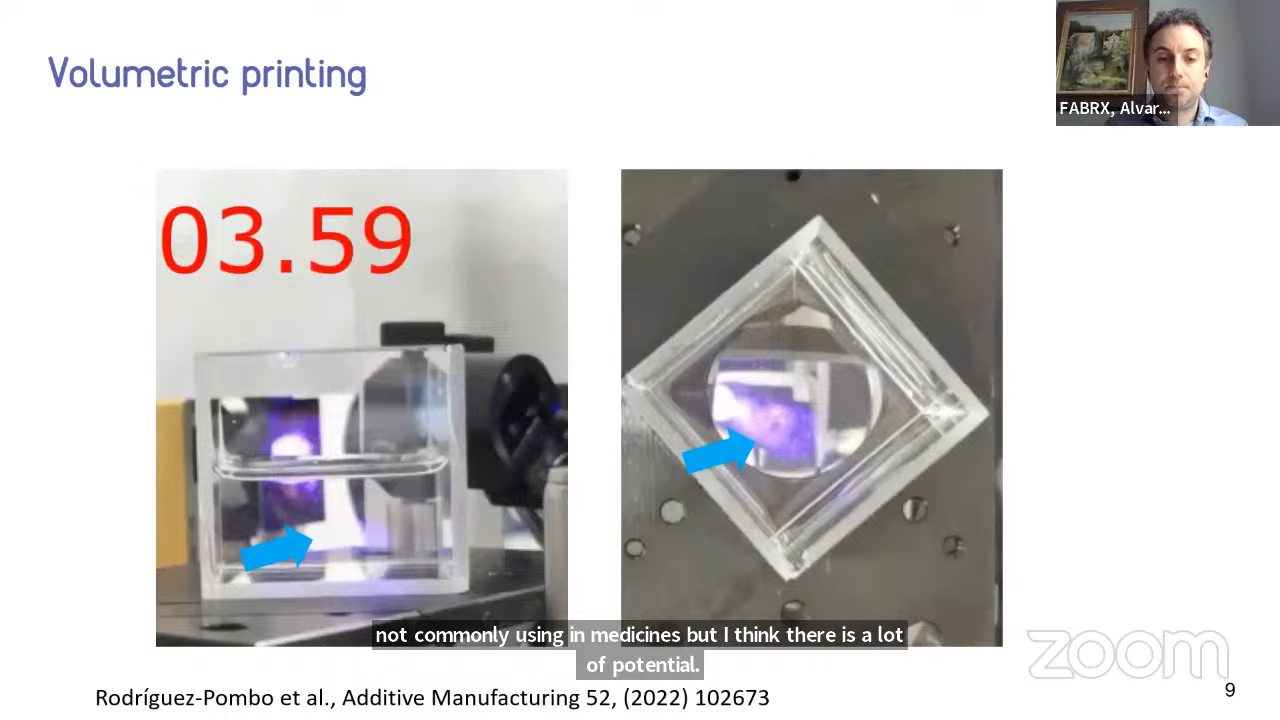 Volumetric printing
FABRX, Alvar...
03.59
not commonly using in medicines but I think there is a lot
of potential.
zoom
Rodríguez-Pombo et al., Additive Manufacturing 52, (2022) 102673
9